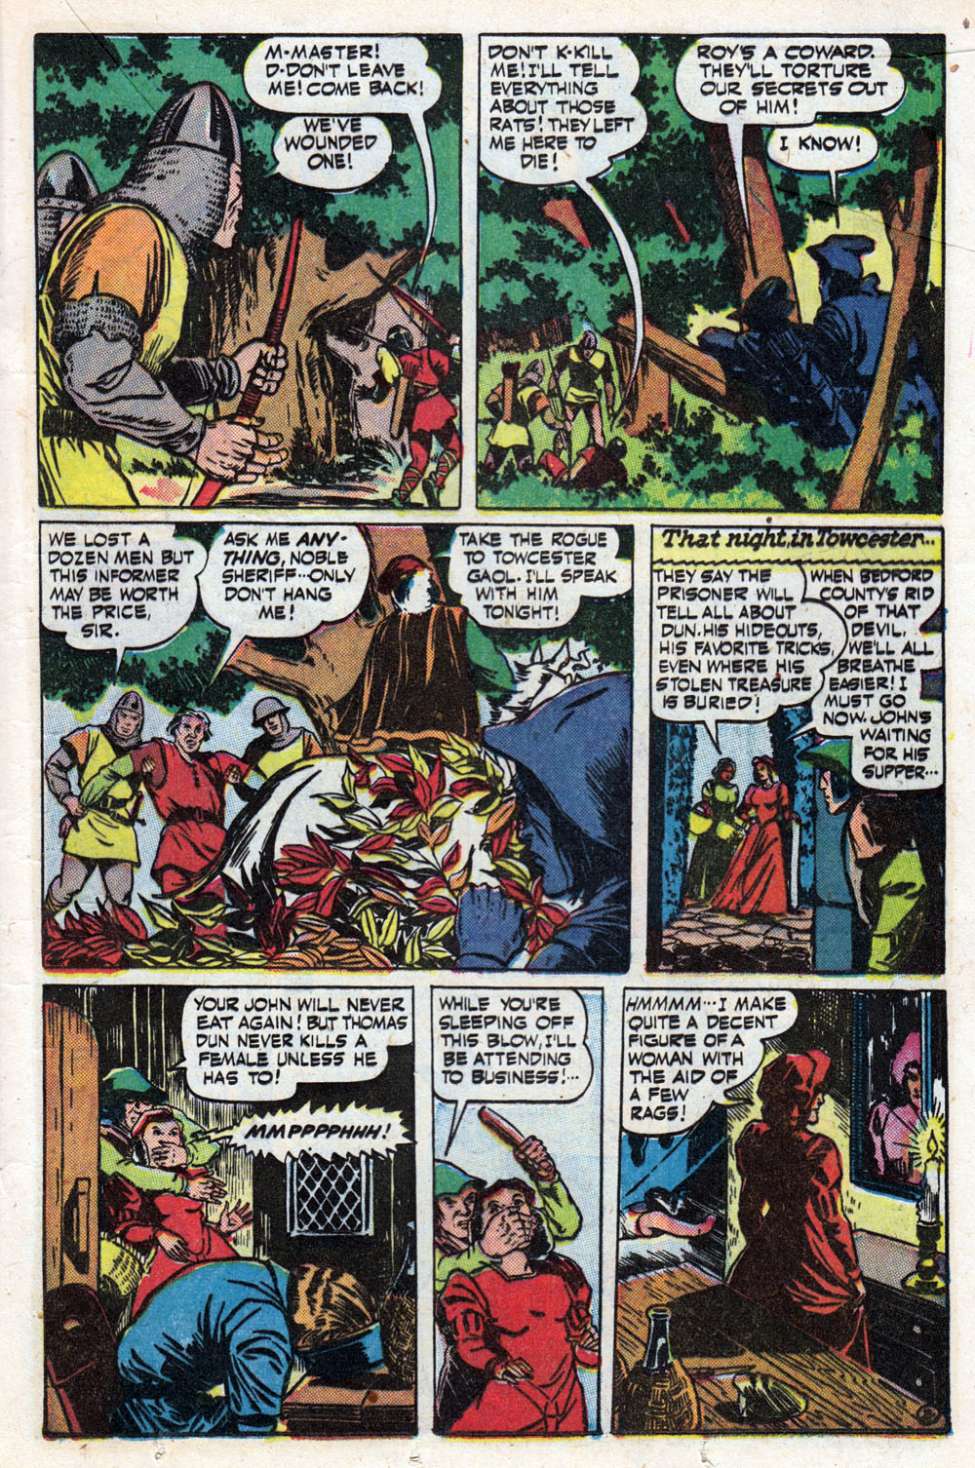 M-MASTER!
D-DON'T LEAVE
ME! COME BACK!
WE'VE
WOUNDED
ONE!
DON'T K-KILL
ME! I'LL TELL
EVERYTHING
ABOUT THOSE
RATS! THEY LEFT
ME HERE TO
DIE!
ROY'S A COWARD.
THEY'LL TORTURE
OUR SECRETS OUT
OF HIM!
I KNOW!
WE LOST A
DOZEN MEN BUT
THIS INFORMER
MAY BE WORTH
THE PRICE,
SIR.
ASK ME ANY-
THING, NOBLE
SHERIFF---ONLY
DON'T HANG
ME!
TAKE THE ROGUE
TO TOWCESTER
GAOL. I'LL SPEAK
WITH HIM
TONIGHT!
That night, in Towcester..
THEY SAY THE
PRISONER WILL
TELL ALL ABOUT
DUN. HIS HIDEOUTS,
HIS FAVORITE TRICKS,
EVEN WHERE HIS
STOLEN TREASURE
IS BURIED!
WHEN BEDFORD
COUNTY'S RID
OF THAT
DEVIL,
WE'LL ALL
BREATHE
EASIER! I
MUST GO
NOW. JOHN'S
WAITING
FOR HIS
SUPPER---
YOUR JOHN WILL NEVER
EAT AGAIN! BUT THOMAS
DUN NEVER KILLS A
FEMALE UNLESS HE
HAS TO!
MMPPPPHHH!
WHILE YOU'RE
SLEEPING OFF
THIS BLOW, I'LL
BE ATTENDING
TO BUSINESS!---
HMMMM---I MAKE
QUITE A DECENT
FIGURE OF A
WOMAN WITH
THE AID OF
A FEW
RAGS!